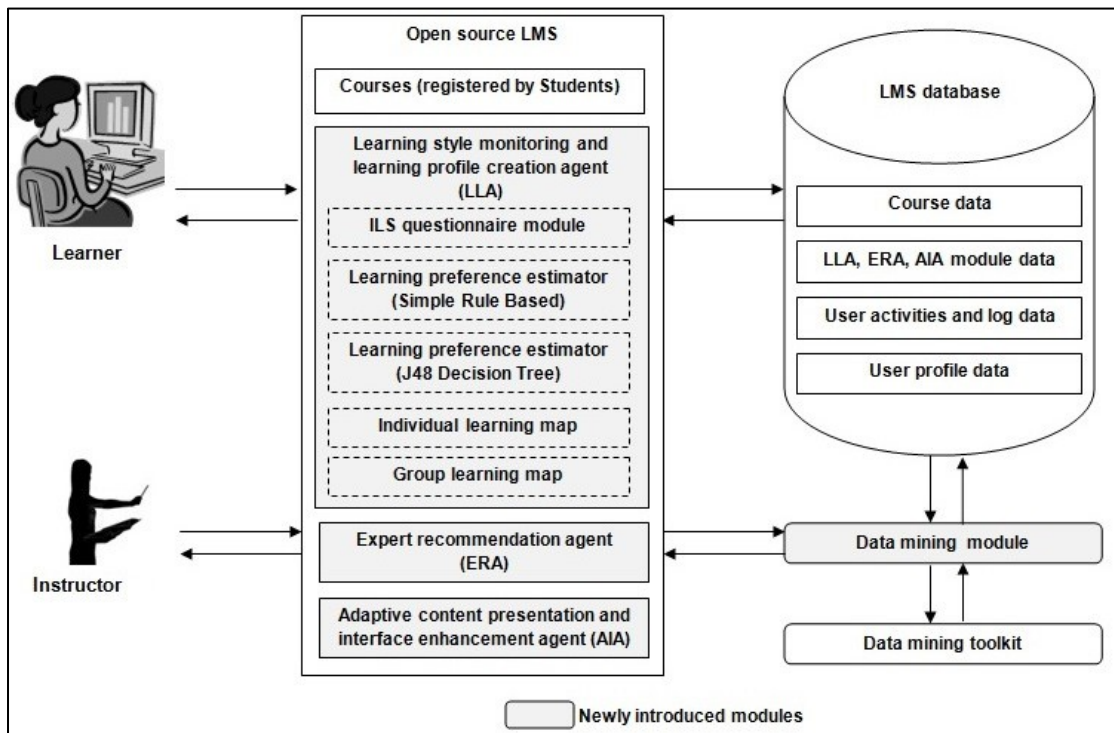 Open source LMS
Courses (registered by Students)
Learning style monitoring and
learning profile creation agent
(LLA)
ILS questionnaire module
Learning preference estimator
(Simple Rule Based)
Learning preference estimator
(J48 Decision Tree)
Individual learning map
Group learning map
Expert recommendation agent
(ERA)
Adaptive content presentation and
interface enhancement agent (AIA)
Learner
Instructor
LMS database
Course data
LLA, ERA, AIA module data
User activities and log data
User profile data
Data mining module
Data mining toolkit
Newly introduced modules